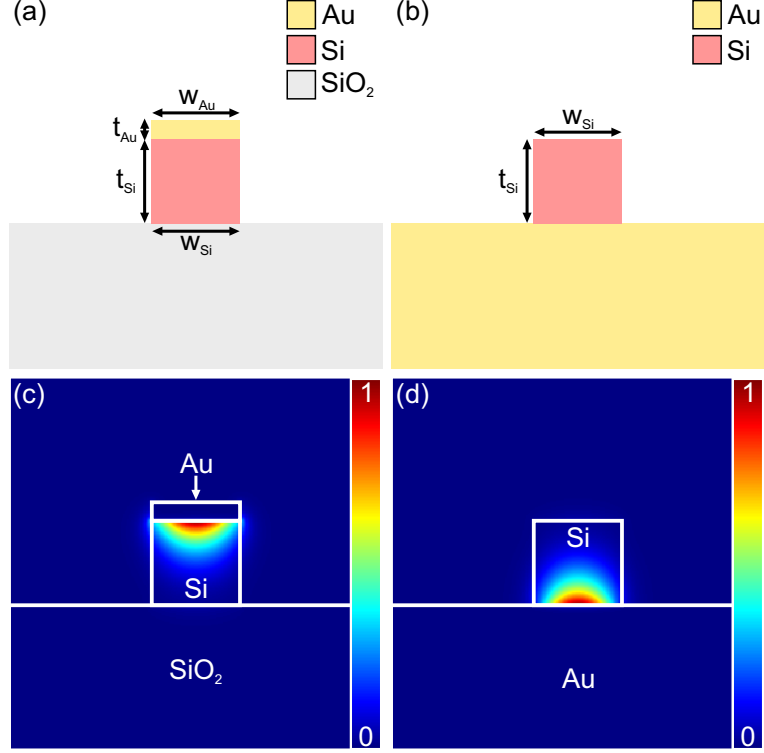 (a)
Au
Si
SiO₂
w_Au
t_Au
t_Si
w_Si
(b)
Au
Si
w_Si
t_Si
(c)
1
Au
Si
SiO₂
0
(d)
1
Si
Au
0